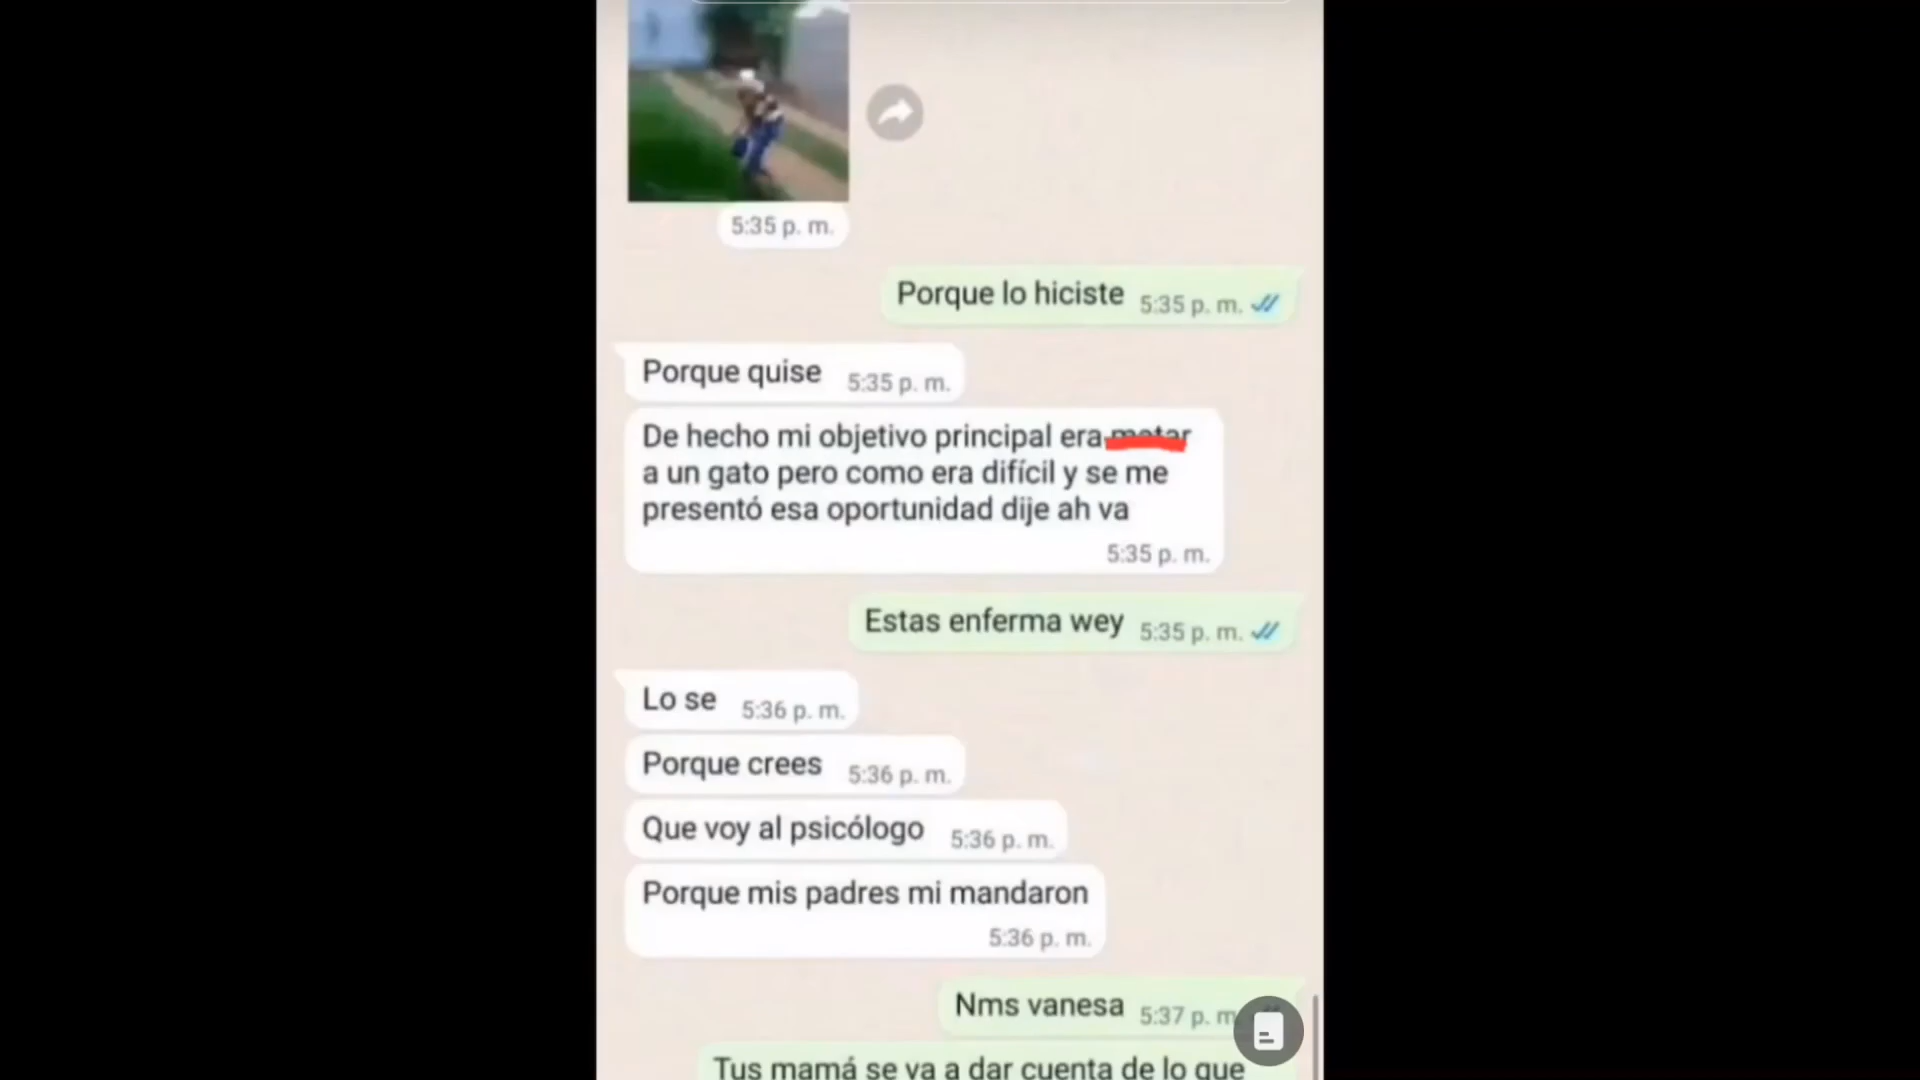 5:35 p. m.
Porque lo hiciste 5:35 p. m.
Porque quise 5:35 p. m.
De hecho mi objetivo principal era matar
a un gato pero como era difícil y se me
presentó esa oportunidad dije ah va
5:35 p. m.
Estas enferma wey 5:35 p. m.
Lo se 5:36 p. m.
Porque crees 5:36 p. m.
Que voy al psicólogo 5:36 p. m.
Porque mis padres mi mandaron
5:36 p. m.
Nms vanesa 5:37 p. m
Tus mamá se va a dar cuenta de lo que